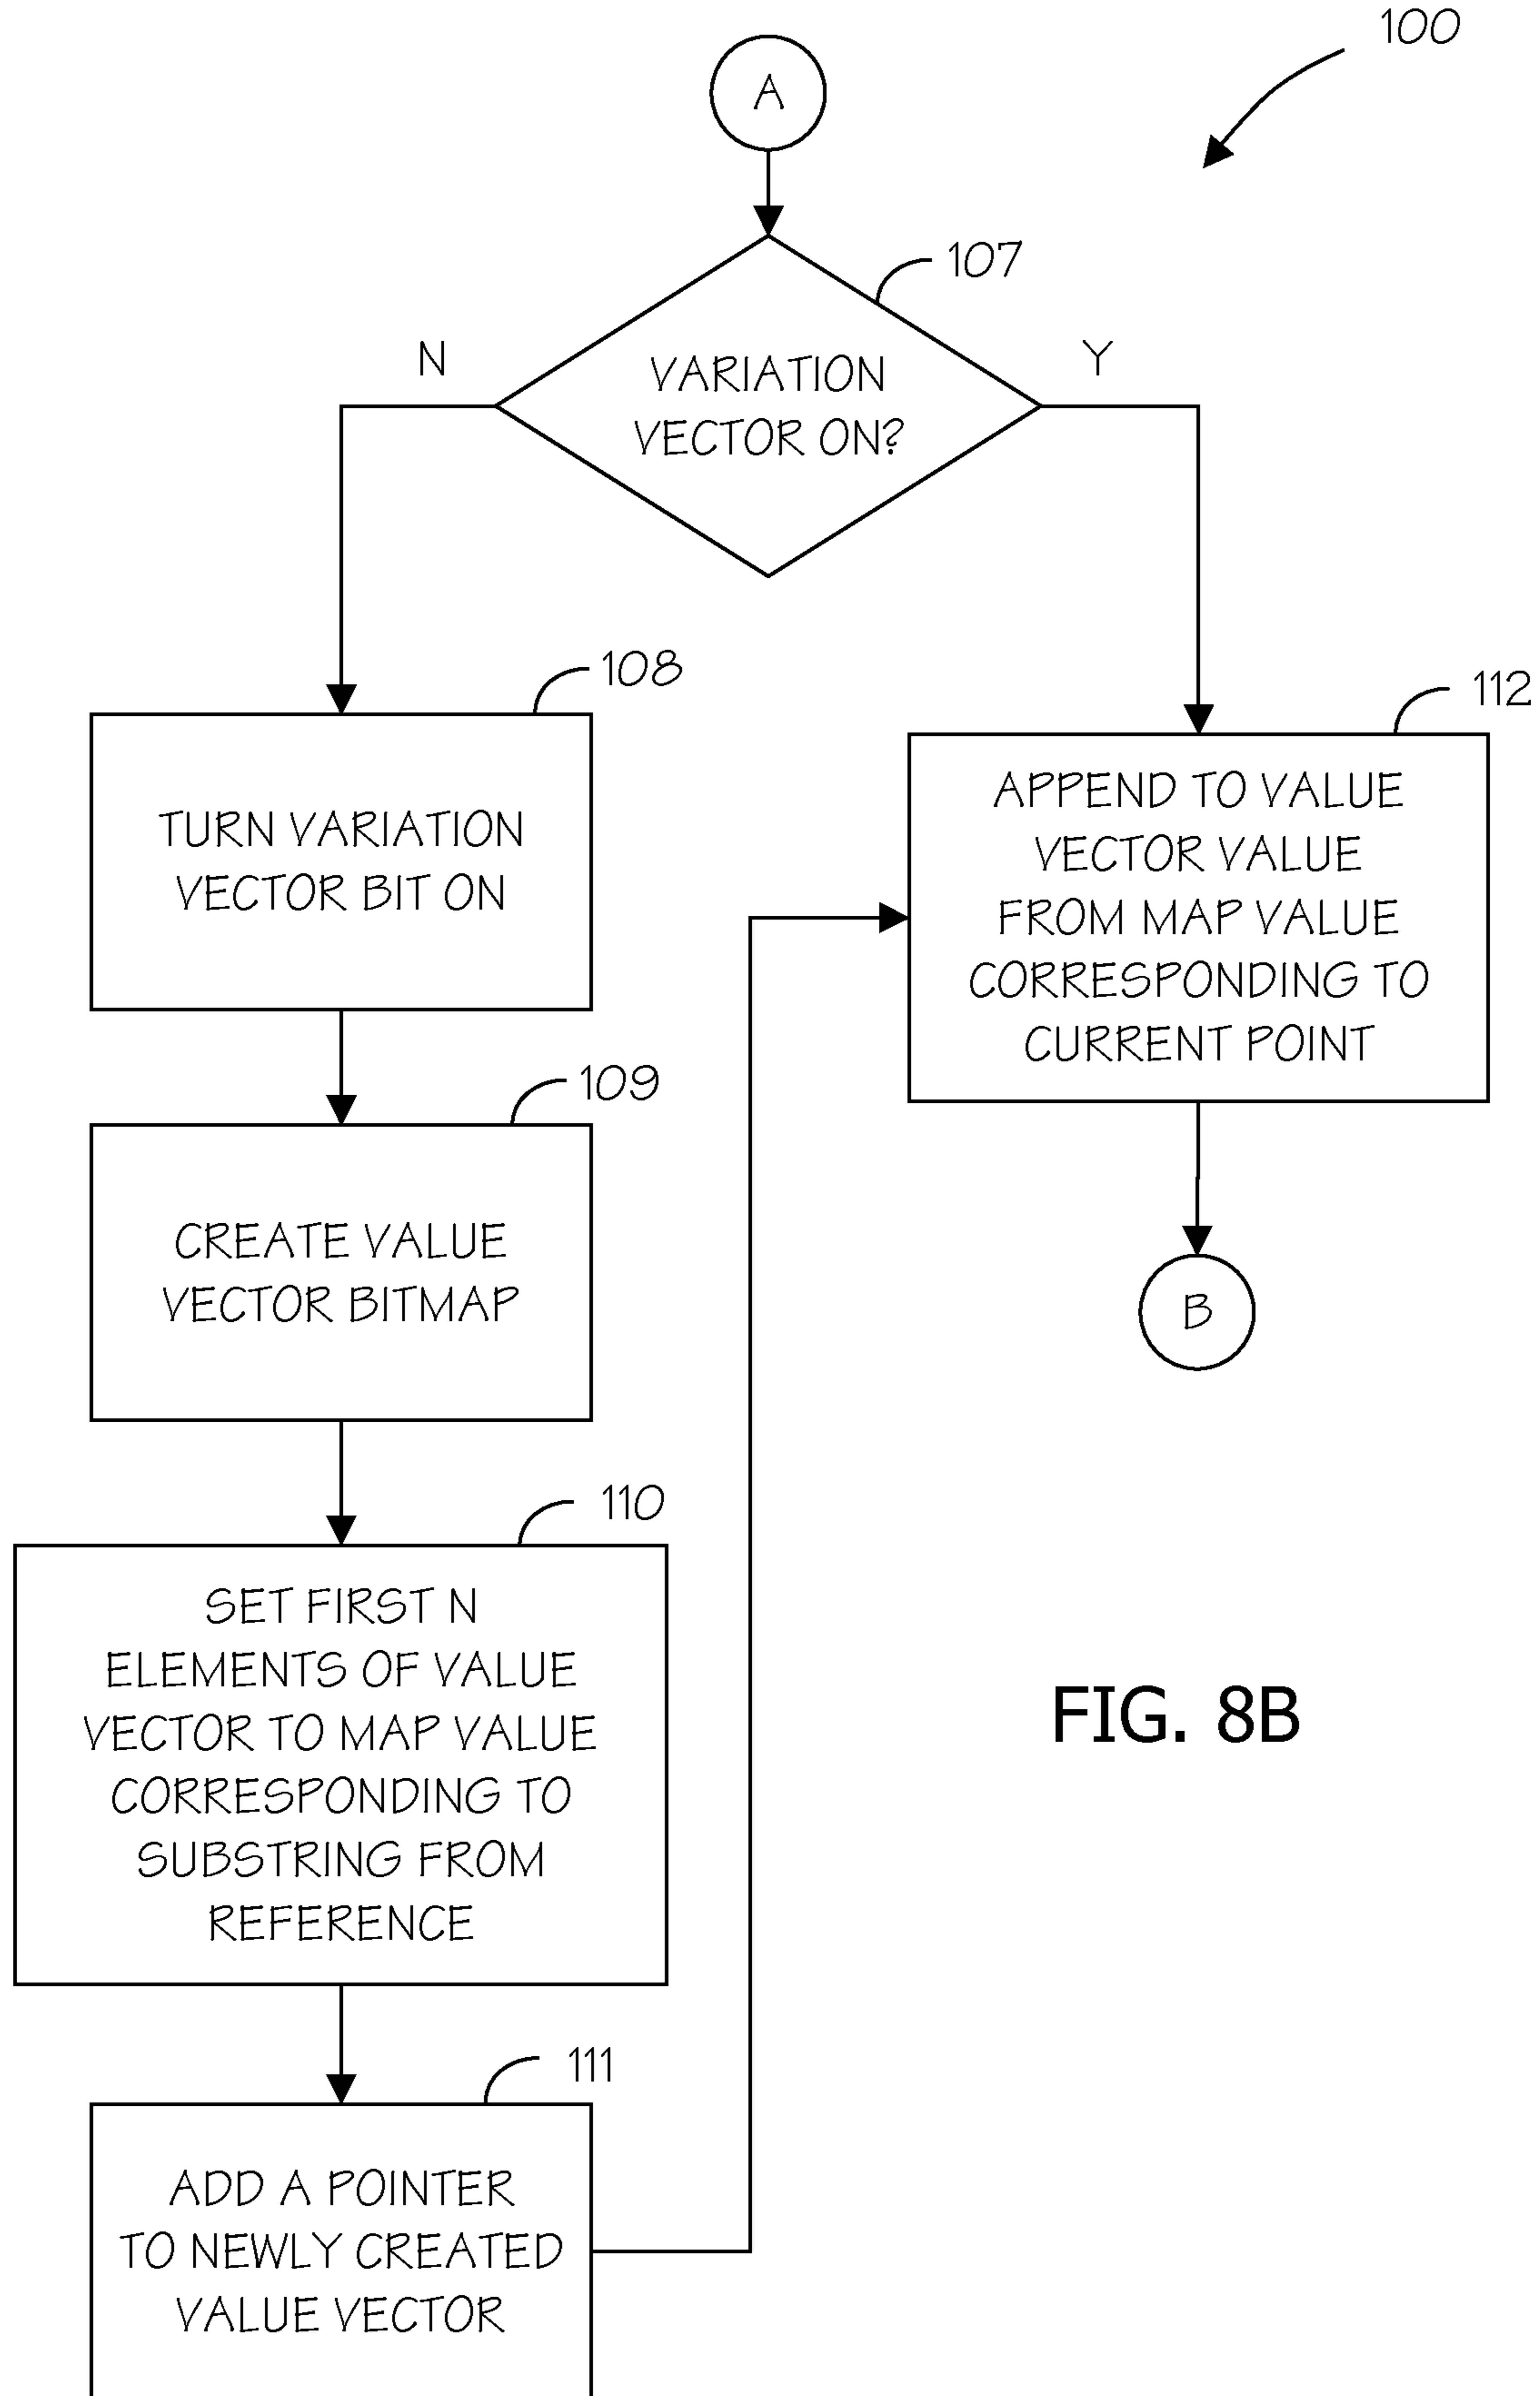 100
A
107
N
Y
VARIATION
VECTOR ON?
108
TURN VARIATION
VECTOR BIT ON
112
APPEND TO VALUE
VECTOR VALUE
FROM MAP VALUE
CORRESPONDING TO
CURRENT POINT
109
CREATE VALUE
VECTOR BITMAP
B
110
SET FIRST N
ELEMENTS OF VALUE
VECTOR TO MAP VALUE
CORRESPONDING TO
SUBSTRING FROM
REFERENCE
FIG. 8B
111
ADD A POINTER
TO NEWLY CREATED
VALUE VECTOR